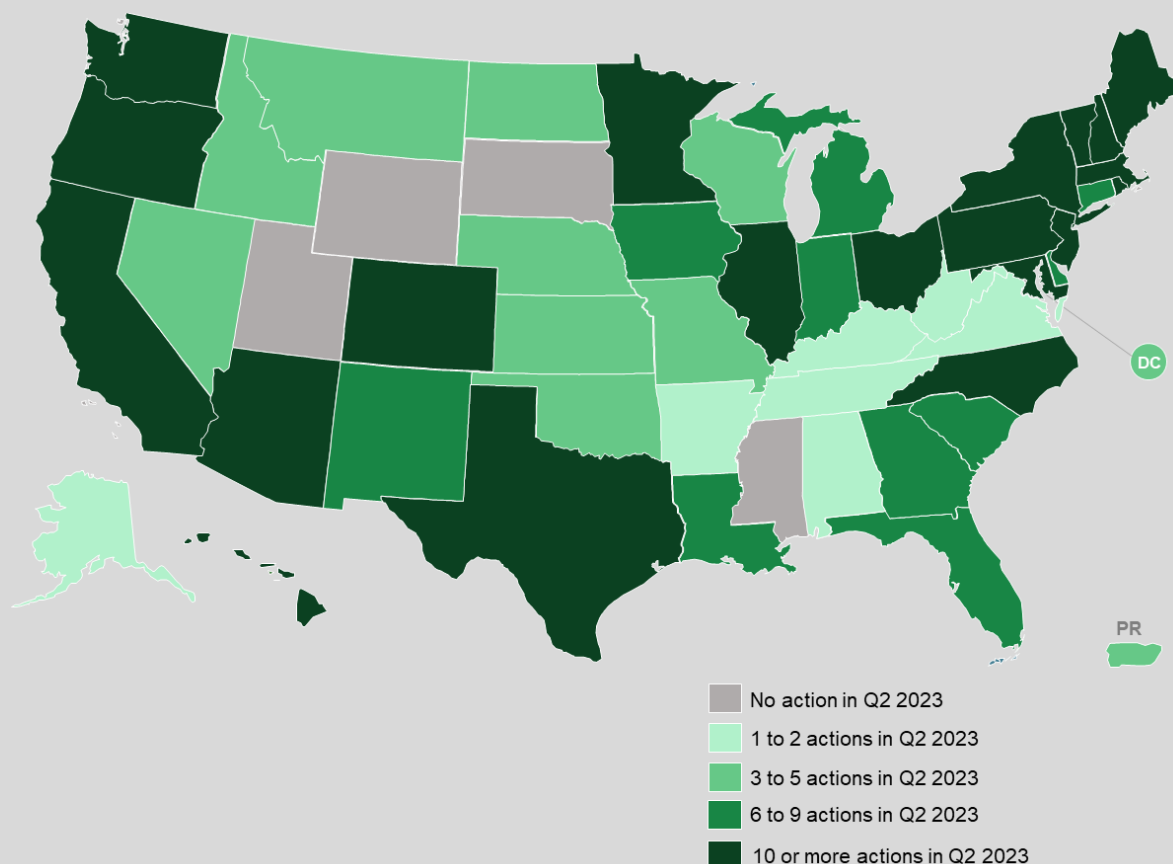 DC
PR
No action in Q2 2023
1 to 2 actions in Q2 2023
3 to 5 actions in Q2 2023
6 to 9 actions in Q2 2023
10 or more actions in Q2 2023